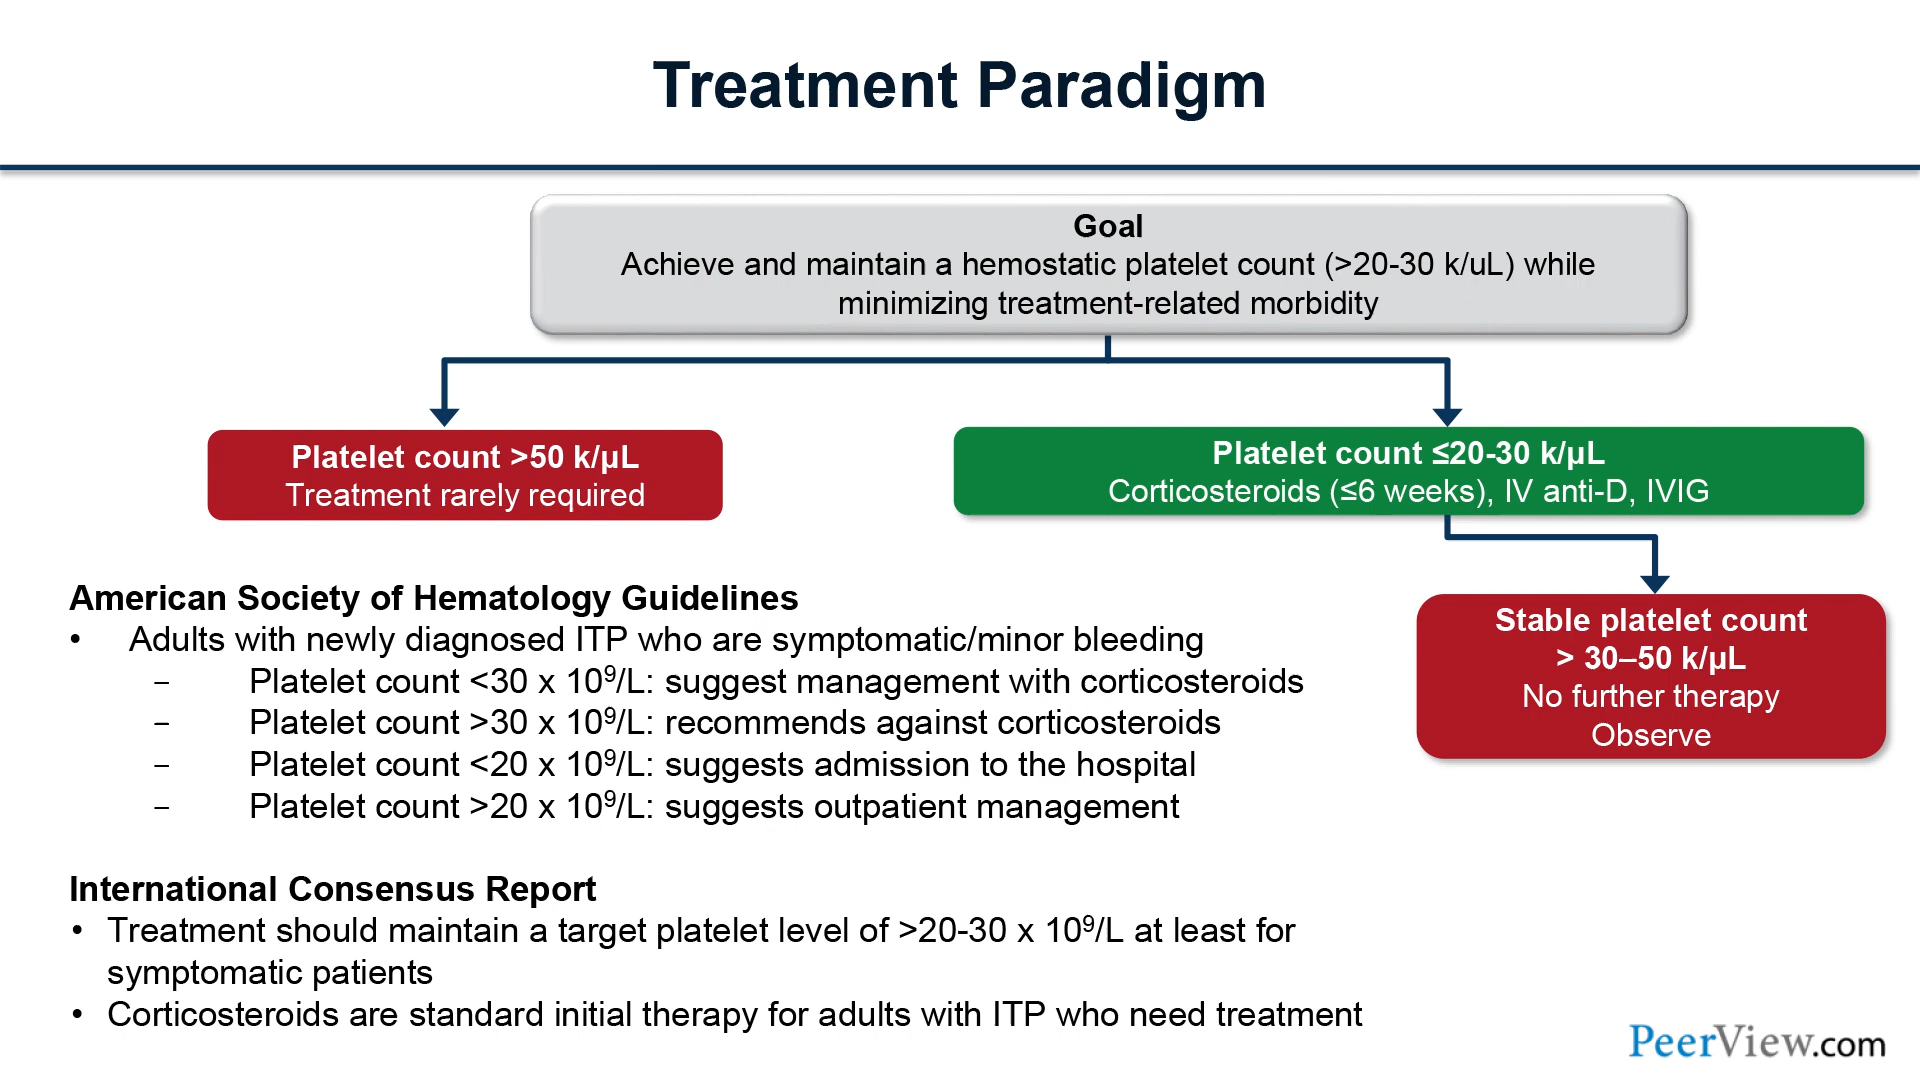 Treatment Paradigm
Goal
Achieve and maintain a hemostatic platelet count (>20-30 k/uL) while
minimizing treatment-related morbidity
Platelet count >50 k/µL
Treatment rarely required
Platelet count ≤20-30 k/µL
Corticosteroids (≤6 weeks), IV anti-D, IVIG
Stable platelet count
> 30–50 k/µL
No further therapy
Observe
American Society of Hematology Guidelines
• Adults with newly diagnosed ITP who are symptomatic/minor bleeding
– Platelet count <30 x 10⁹/L: suggest management with corticosteroids
– Platelet count >30 x 10⁹/L: recommends against corticosteroids
– Platelet count <20 x 10⁹/L: suggests admission to the hospital
– Platelet count >20 x 10⁹/L: suggests outpatient management
International Consensus Report
• Treatment should maintain a target platelet level of >20-30 x 10⁹/L at least for
symptomatic patients
• Corticosteroids are standard initial therapy for adults with ITP who need treatment
PeerView.com